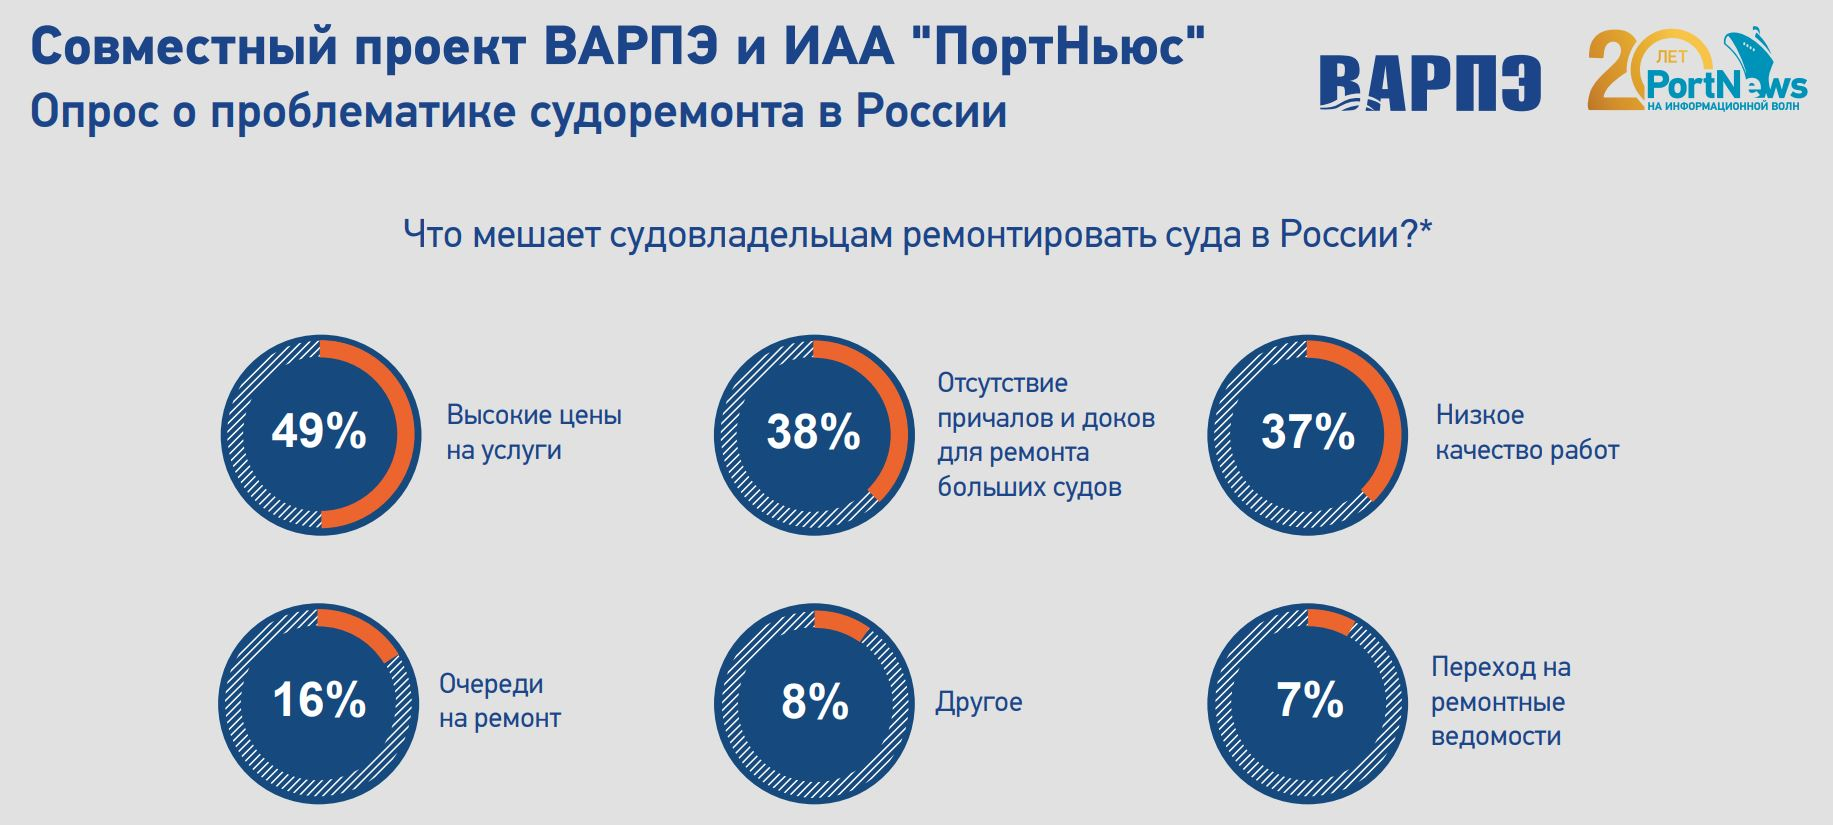 Совместный проект ВАРПЭ и ИАА "ПортНьюс"
Опрос о проблематике судоремонта в России
ВАРПЭ
20 ЛЕТ
PortNews
НА ИНФОРМАЦИОННОЙ ВОЛН
Что мешает судовладельцам ремонтировать суда в России?*
49%
Высокие цены
на услуги
38%
Отсутствие
причалов и доков
для ремонта
больших судов
37%
Низкое
качество работ
16%
Очереди
на ремонт
8%
Другое
7%
Переход на
ремонтные
ведомости